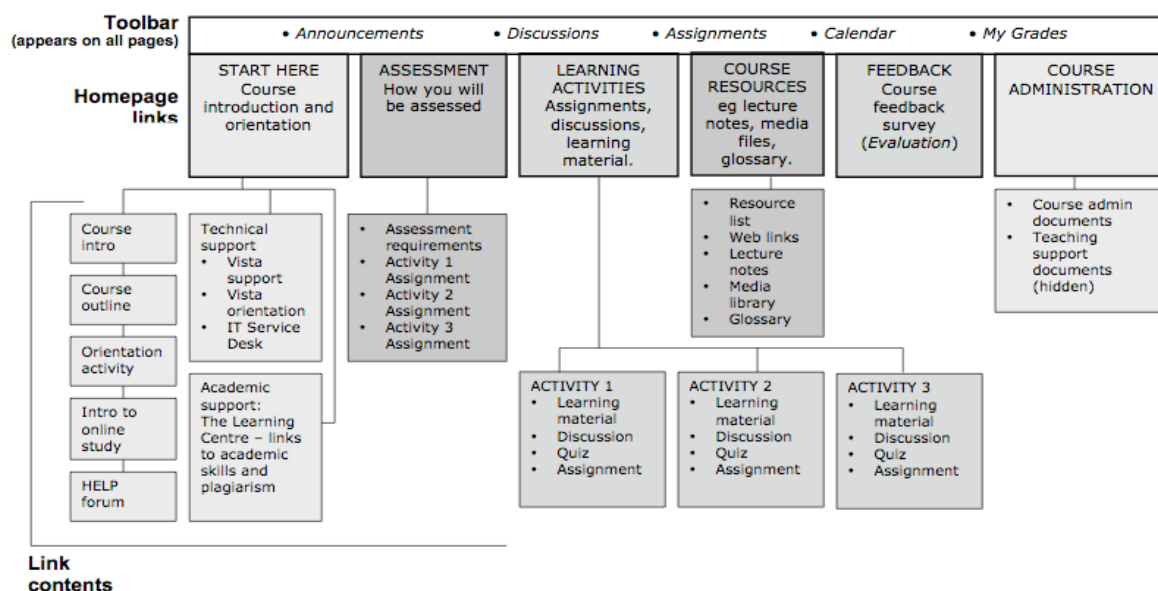 Toolbar
(appears on all pages)
• Announcements • Discussions • Assignments • Calendar • My Grades
Homepage
links
START HERE
Course
introduction and
orientation
ASSESSMENT
How you will
be assessed
LEARNING
ACTIVITIES
Assignments,
discussions,
learning
material.
COURSE
RESOURCES
eg lecture
notes, media
files,
glossary.
FEEDBACK
Course
feedback
survey
(Evaluation)
COURSE
ADMINISTRATION
Course
intro
Course
outline
Orientation
activity
Intro to
online
study
HELP
forum
Technical
support
• Vista
support
• Vista
orientation
• IT Service
Desk
Academic
support:
The Learning
Centre – links
to academic
skills and
plagiarism
• Assessment
requirements
• Activity 1
Assignment
• Activity 2
Assignment
• Activity 3
Assignment
• Resource
list
• Web links
• Lecture
notes
• Media
library
• Glossary
• Course admin
documents
• Teaching
support
documents
(hidden)
ACTIVITY 1
• Learning
material
• Discussion
• Quiz
• Assignment
ACTIVITY 2
• Learning
material
• Discussion
• Quiz
• Assignment
ACTIVITY 3
• Learning
material
• Discussion
• Quiz
• Assignment
Link
contents